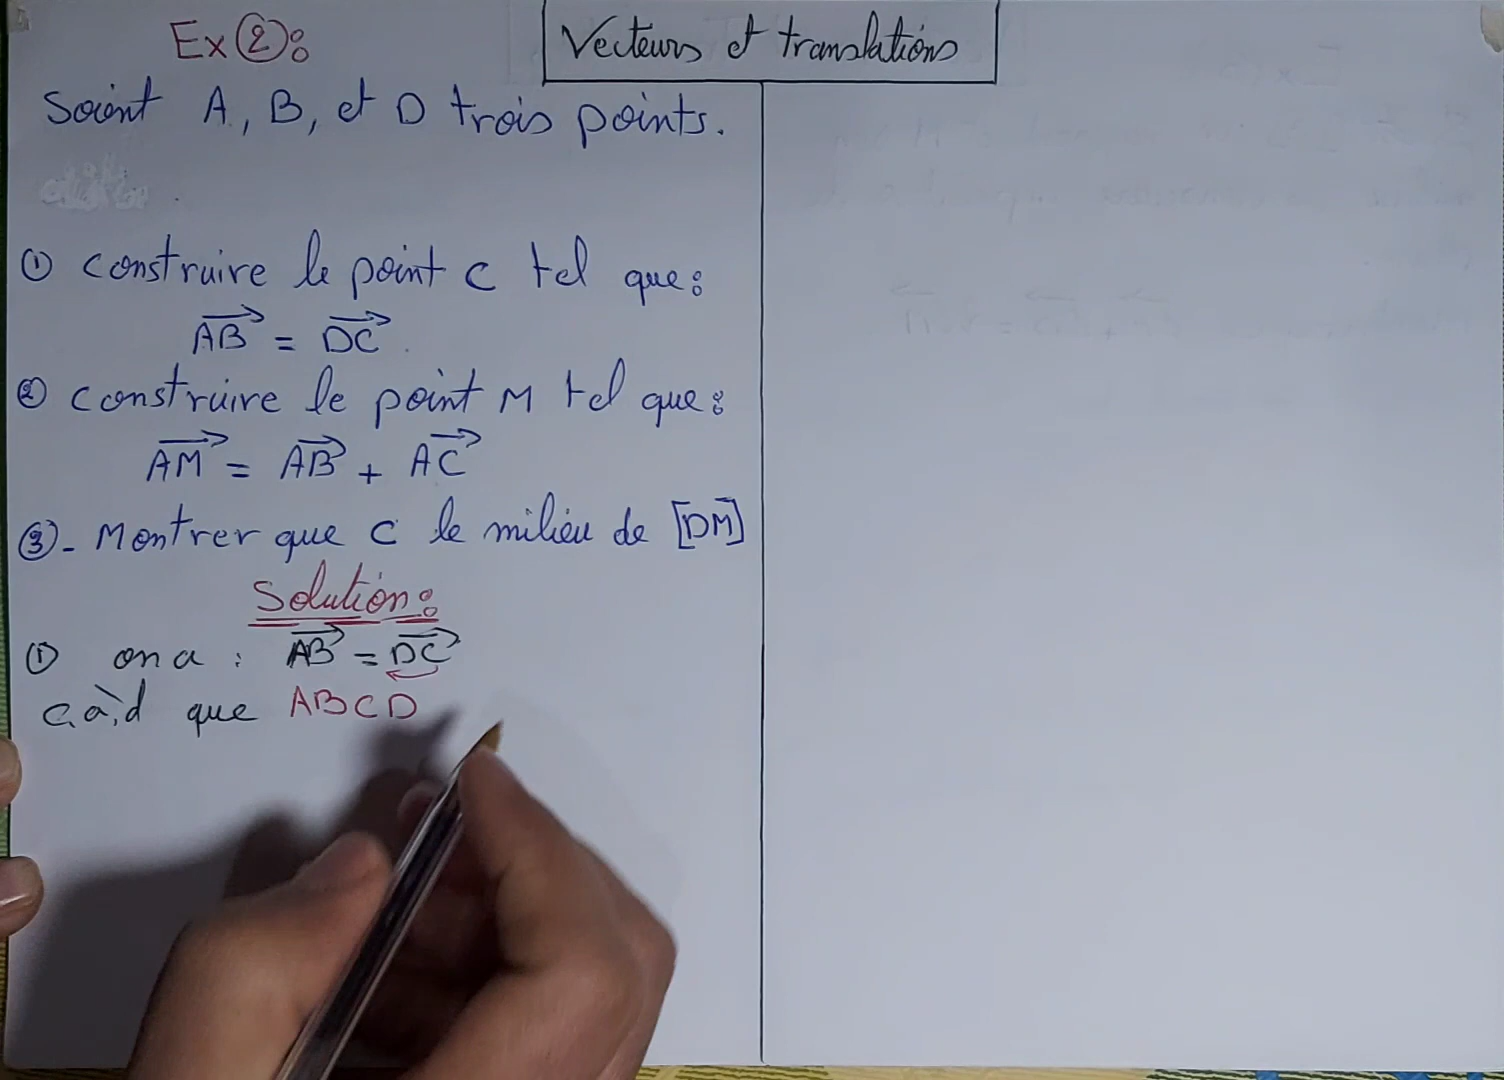 Ex ②:
Vecteurs et translations
Soient A, B, et D trois points.
① construire le point C tel que:
AB⃗ = DC⃗.
② construire le point M tel que:
AM⃗ = AB⃗ + AC⃗
③- Montrer que C le milieu de [DM]
Solution:
① on a : AB⃗ = DC⃗
c,à,d que ABCD